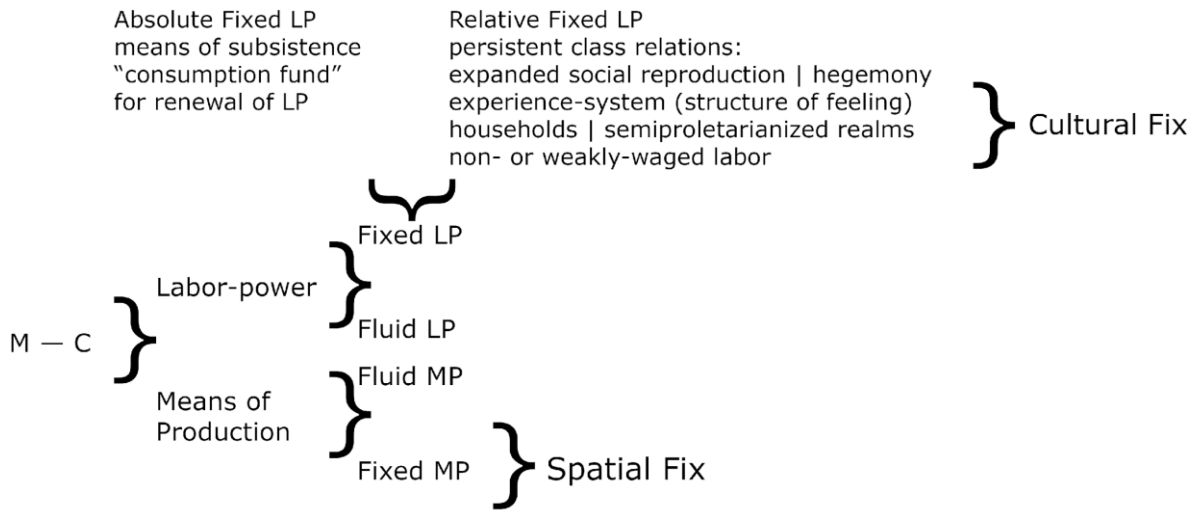 Absolute Fixed LP
means of subsistence
“consumption fund”
for renewal of LP
Relative Fixed LP
persistent class relations:
expanded social reproduction | hegemony
experience-system (structure of feeling)
households | semiproletarianized realms
non- or weakly-waged labor
Cultural Fix
Fixed LP
Labor-power
Fluid LP
M — C
Fluid MP
Means of
Production
Fixed MP
Spatial Fix